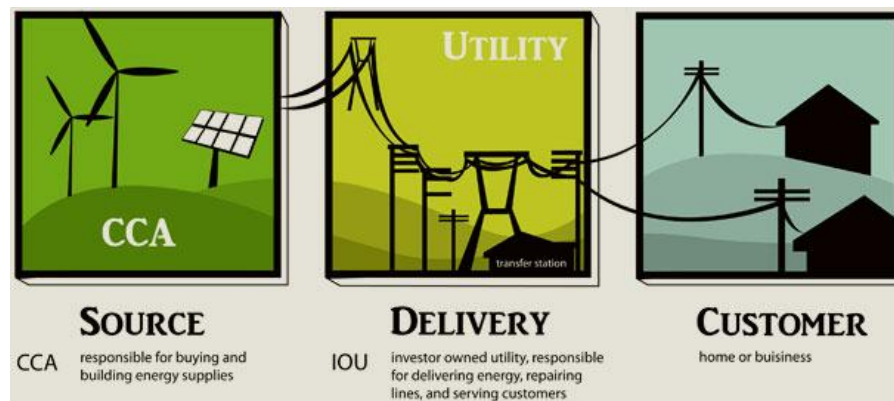 UTILITY
CCA
transfer station
SOURCE
DELIVERY
CUSTOMER
CCA
responsible for buying and
building energy supplies
IOU
investor owned utility, responsible
for delivering energy, repairing
lines, and serving customers
home or buisiness